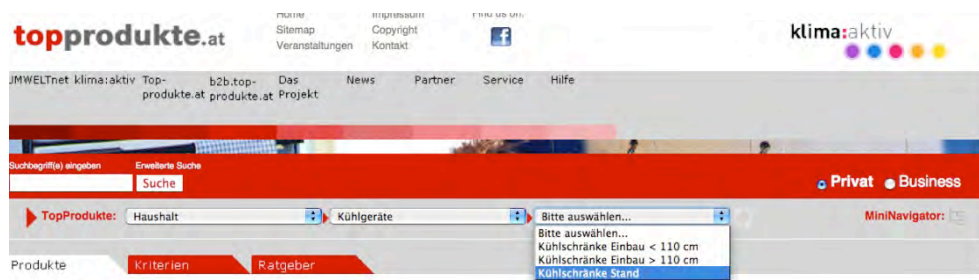 Home Impressum Find us on:
topprodukte.at Sitemap Copyright klima:aktiv
Veranstaltungen Kontakt
UMWELTnet klima:aktiv Top-produkte.at b2b.top-produkte.at Das Projekt News Partner Service Hilfe
Suchbegriff(e) eingeben Erweiterte Suche
Suche
Privat Business
TopProdukte: Haushalt Kühlgeräte Bitte auswählen... MiniNavigator:
Bitte auswählen...
Kühlschränke Einbau < 110 cm
Kühlschränke Einbau > 110 cm
Kühlschränke Stand
Produkte Kriterien Ratgeber